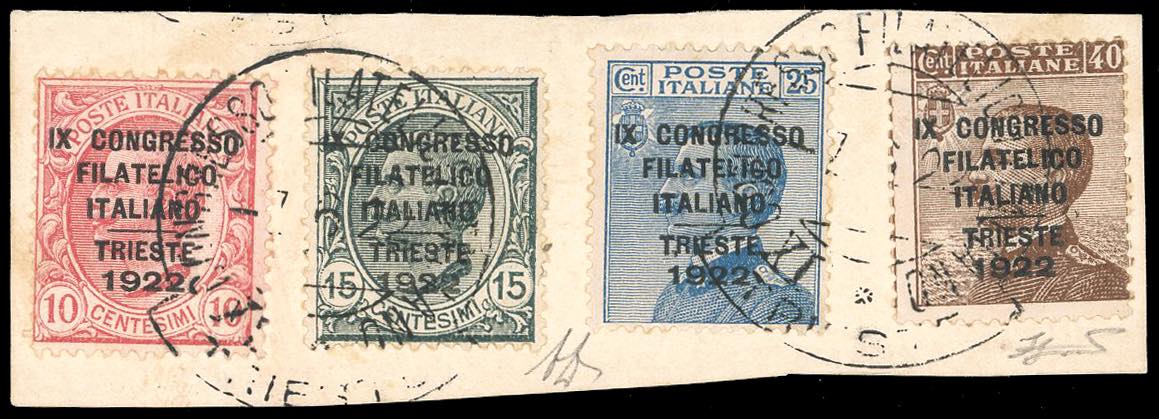 POSTE ITALIANE
IX CONGRESSO
FILATELICO
ITALIANO
TRIESTE
1922
10 10
CENTESIMI
POSTE ITALIANE
IX CONGRESSO
FILATELICO
ITALIANO
TRIESTE
1922
15 15
CENTESIMI
Cent. POSTE 25
ITALIANE
IX CONGRESSO
FILATELICO
ITALIANO
TRIESTE
1922
Cent. POSTE 40
ITALIANE
IX CONGRESSO
FILATELICO
ITALIANO
TRIESTE
1922